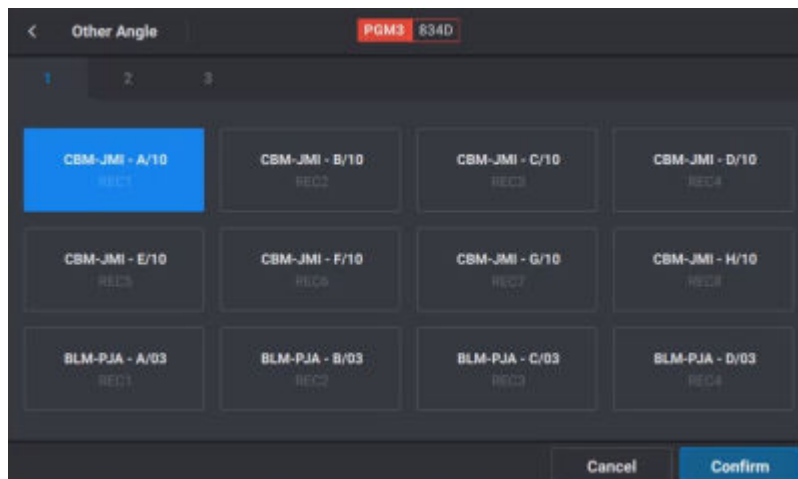 < Other Angle PGM3 834D
1 2 3
CBM-JMI - A/10 CBM-JMI - B/10 CBM-JMI - C/10 CBM-JMI - D/10
REC1 REC2 REC3 REC4
CBM-JMI - E/10 CBM-JMI - F/10 CBM-JMI - G/10 CBM-JMI - H/10
REC5 REC6 REC7 REC8
BLM-PJA - A/03 BLM-PJA - B/03 BLM-PJA - C/03 BLM-PJA - D/03
REC1 REC2 REC3 REC4
Cancel Confirm